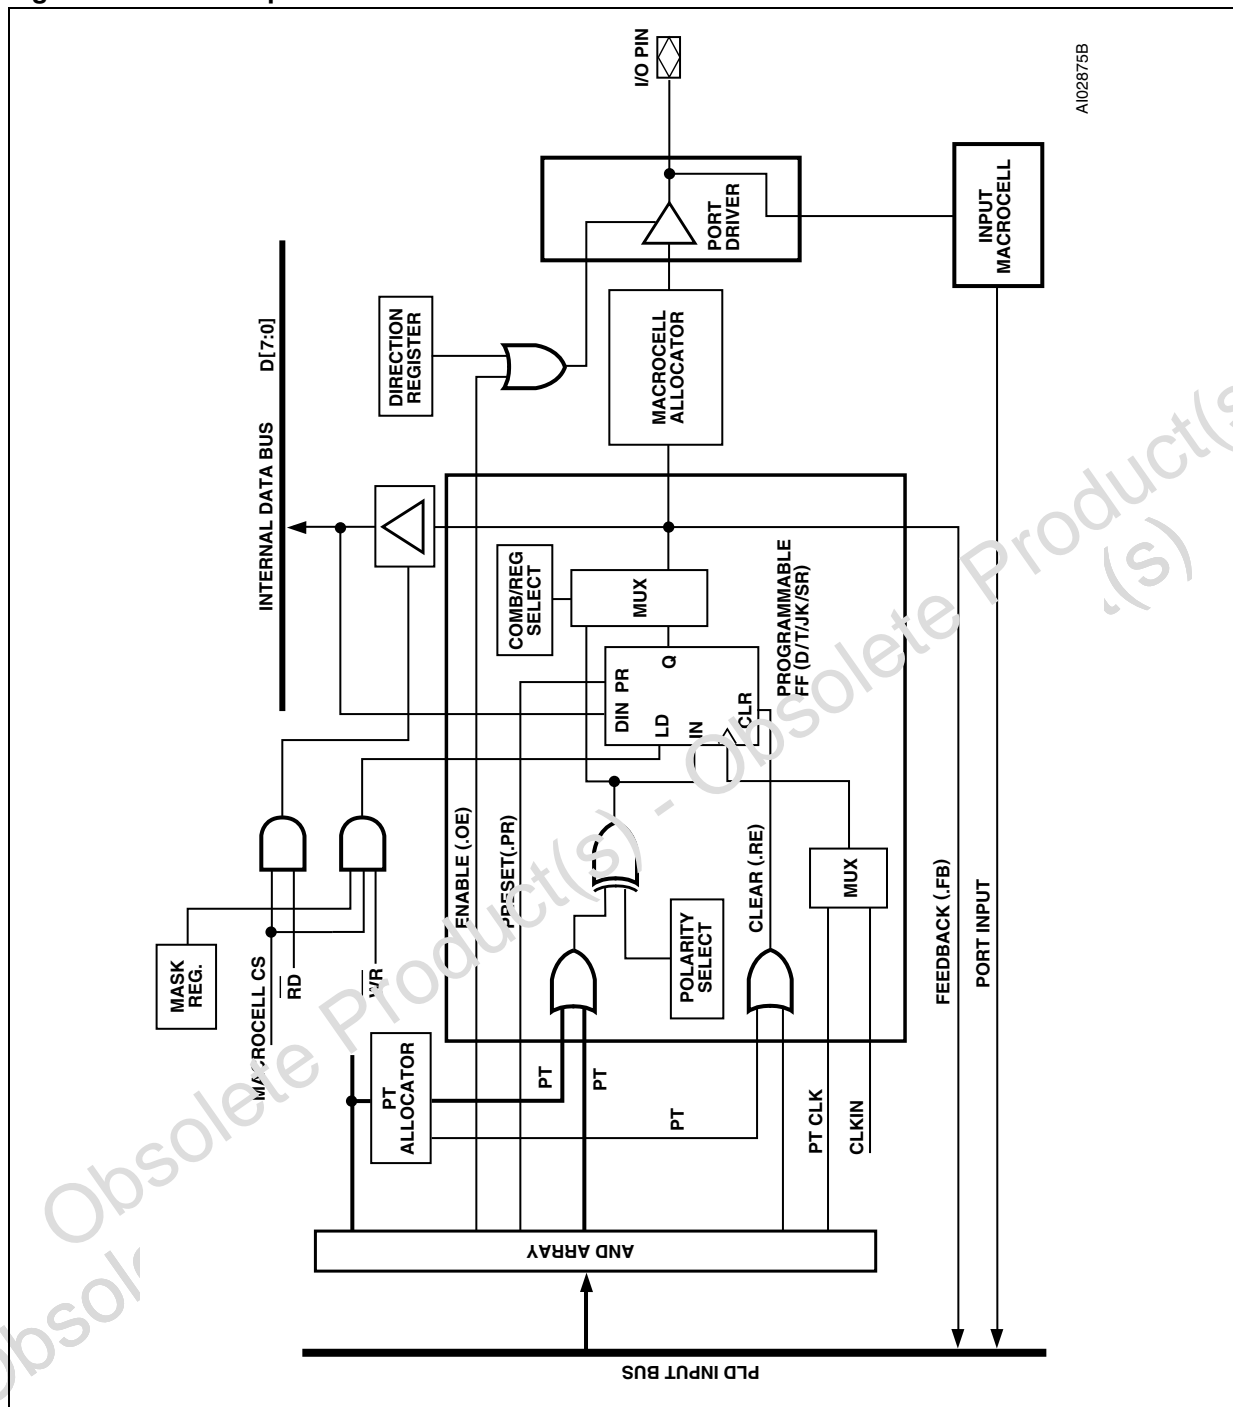 I/O PIN
AI02875B
PORT
DRIVER
INPUT
MACROCELL
INTERNAL DATA BUS D[7:0]
DIRECTION
REGISTER
MACROCELL
ALLOCATOR
COMB/REG
SELECT
MUX
PROGRAMMABLE
FF (D/T/JK/SR)
DIN PR
LD
Q
IN
CLR
MASK
REG.
MACROCELL CS
RD
WR
ENABLE (.OE)
PRESET(.PR)
POLARITY
SELECT
CLEAR (.RE)
MUX
FEEDBACK (.FB)
PORT INPUT
PT
ALLOCATOR
PT
PT
PT
PT CLK
CLKIN
AND ARRAY
PLD INPUT BUS
Obsolete Product(s) - Obsolete Product(s